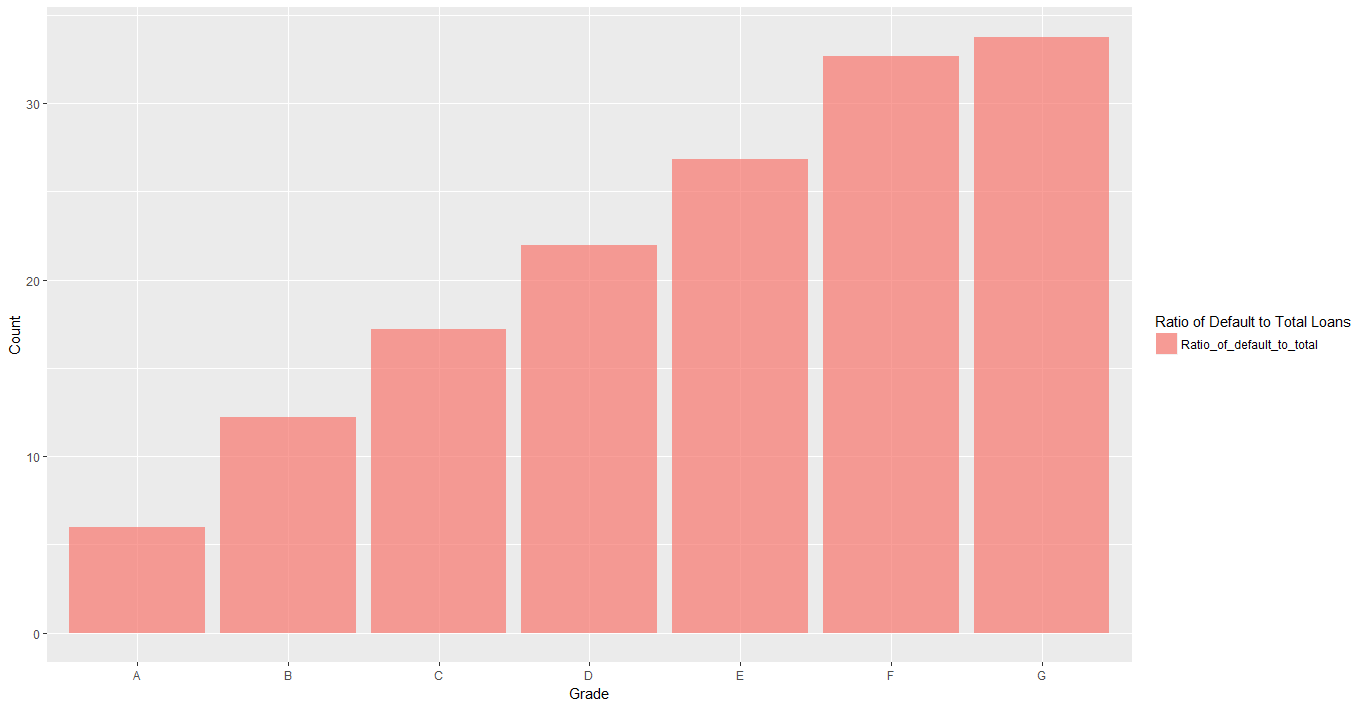 30
20
10
0
Count
A B C D E F G
Grade
Ratio of Default to Total Loans
Ratio_of_default_to_total